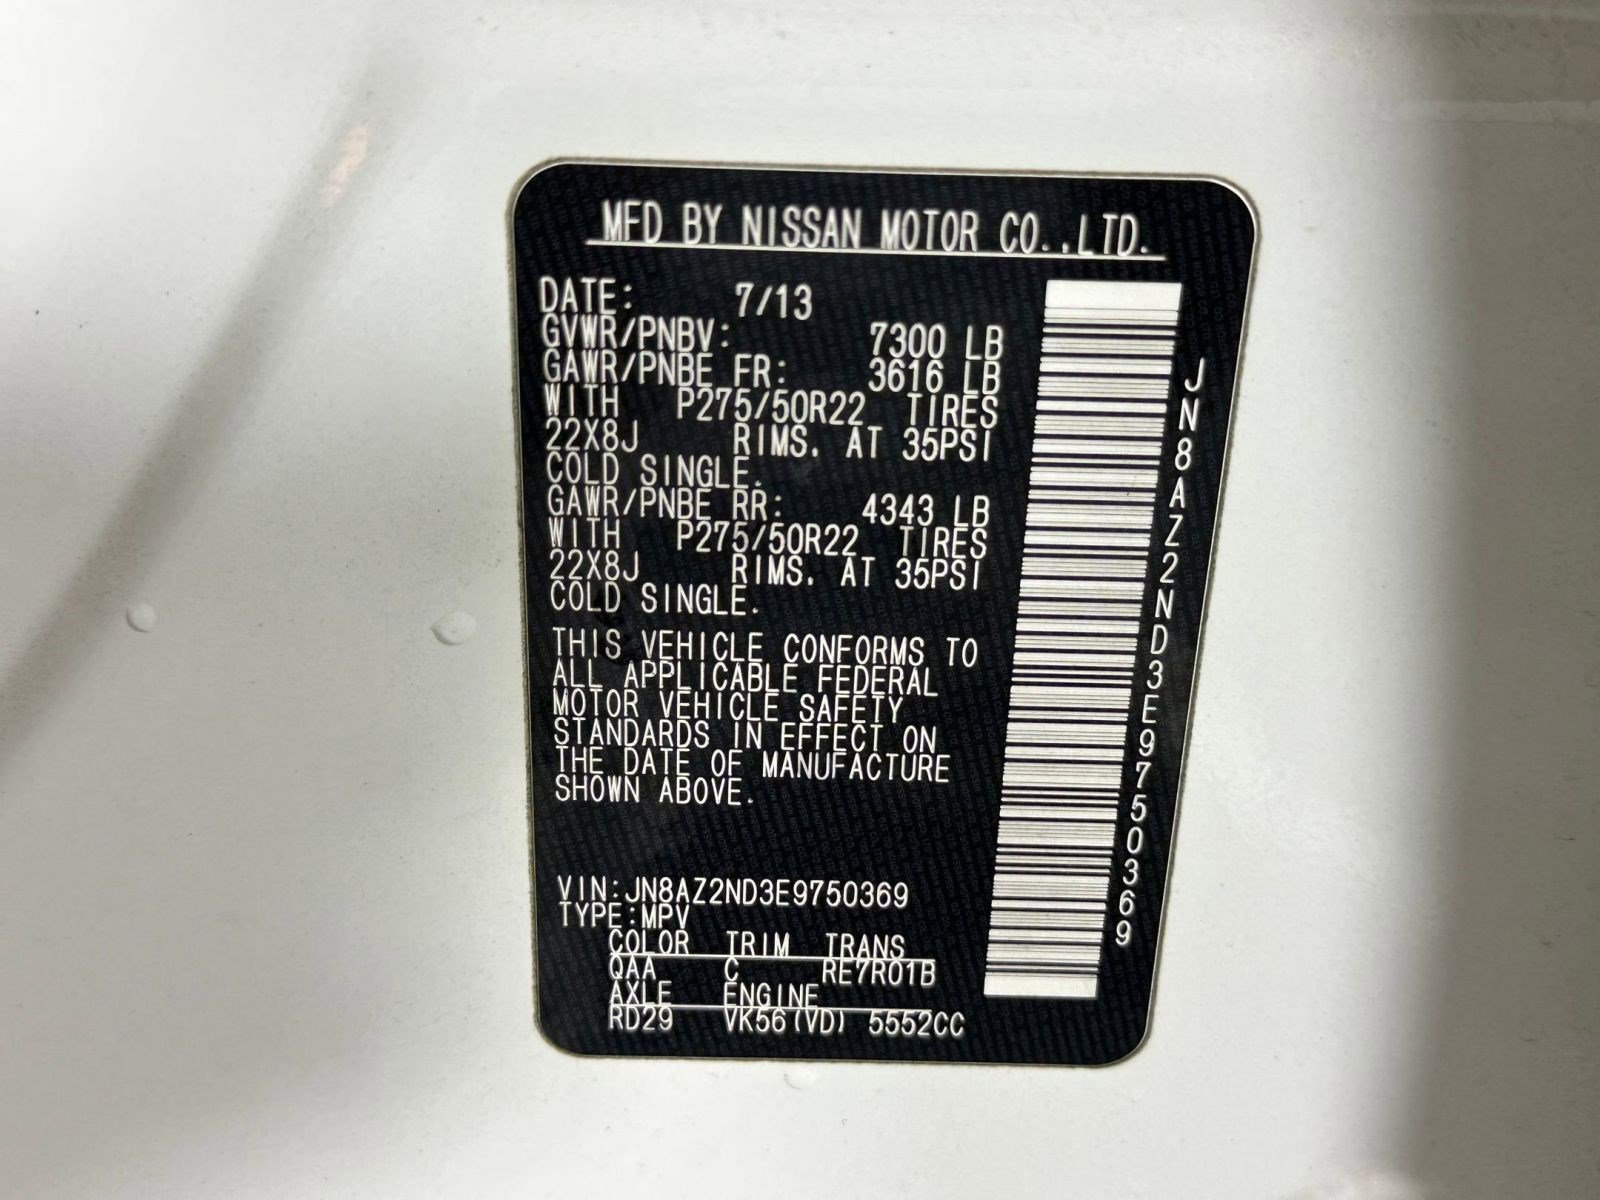 MFD BY NISSAN MOTOR CO.,LTD.
DATE: 7/13
GVWR/PNBV: 7300 LB
GAWR/PNBE FR: 3616 LB
WITH P275/50R22 TIRES
22X8J RIMS. AT 35PSI
COLD SINGLE.
GAWR/PNBE RR: 4343 LB
WITH P275/50R22 TIRES
22X8J RIMS. AT 35PSI
COLD SINGLE.
THIS VEHICLE CONFORMS TO
ALL APPLICABLE FEDERAL
MOTOR VEHICLE SAFETY
STANDARDS IN EFFECT ON
THE DATE OF MANUFACTURE
SHOWN ABOVE.
VIN:JN8AZ2ND3E9750369
TYPE:MPV
COLOR TRIM TRANS
QAA C RE7R01B
AXLE ENGINE
RD29 VK56(VD) 5552CC
JN8AZ2ND3E9750369